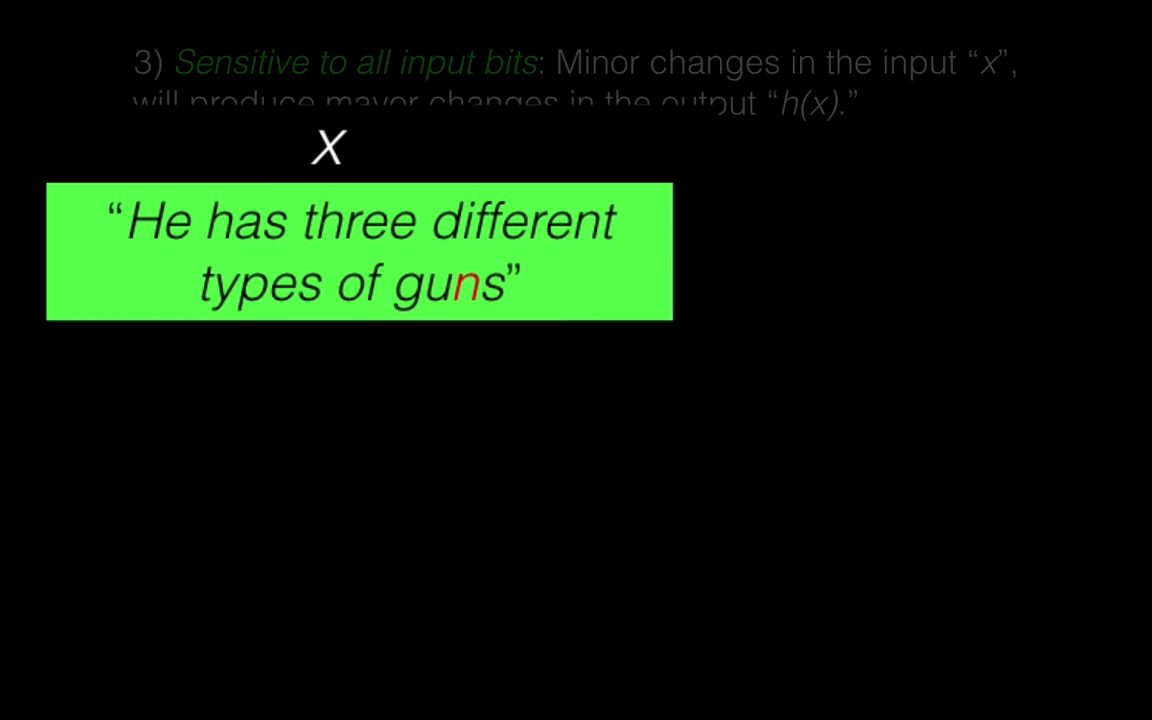 3) Sensitive to all input bits: Minor changes in the input “x”,
will produce mayor changes in the output “h(x).”
X
“He has three different
types of guns”